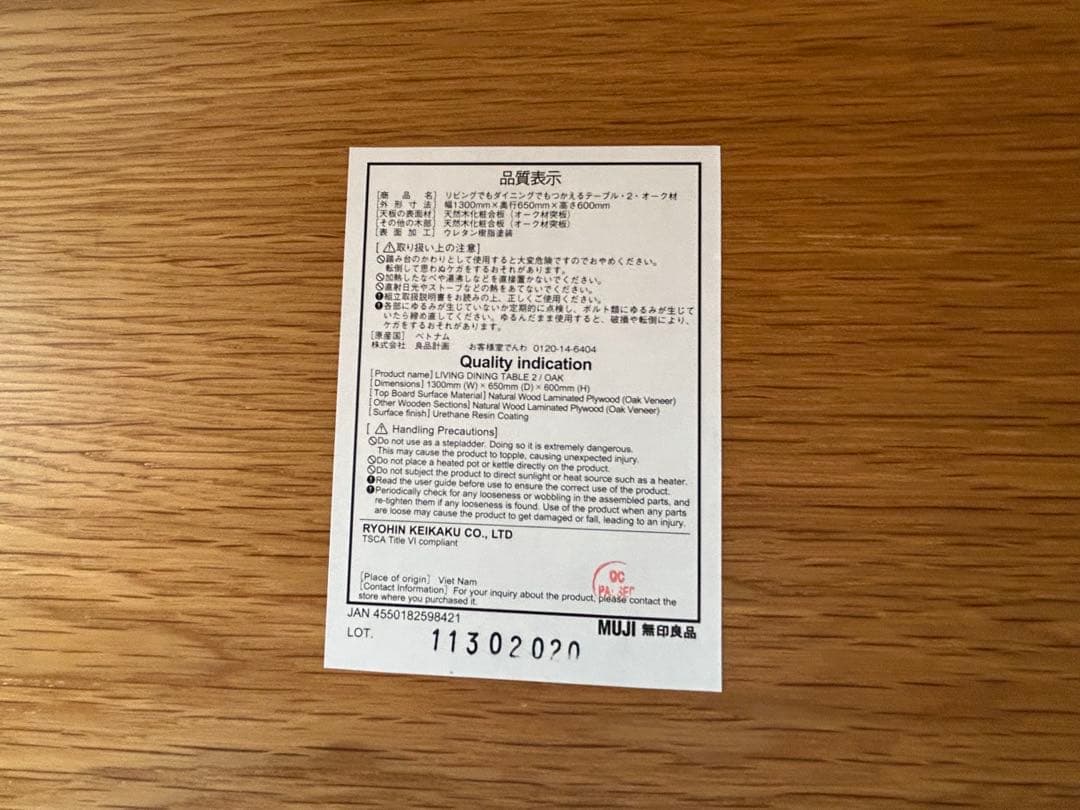 品質表示
[商品名] リビングでもダイニングでもつかえるテーブル・2・オーク材
[外形寸法] 幅1300mm×奥行650mm×高さ600mm
[天板の表面材] 天然木化粧合板（オーク材突板）
[その他の木部] 天然木化粧合板（オーク材突板）
[表面加工] ウレタン樹脂塗装
[⚠取り扱い上の注意]
踏み台のかわりとして使用すると大変危険ですのでおやめください。
転倒して思わぬケガをするおそれがあります。
加熱したなべや湯沸しなどを直接置かないでください。
直射日光やストーブなどの熱をあてないでください。
組立取扱説明書をお読みの上、正しくご使用ください。
各部にゆるみが生じていないか定期的に点検し、ボルト類にゆるみが生じて
いたら締め直してください。ゆるんだまま使用すると、破損や転倒により、
ケガをするおそれがあります。
[原産国] ベトナム
株式会社 良品計画 お客様室でんわ 0120-14-6404
Quality indication
[Product name] LIVING DINING TABLE 2 / OAK
[Dimensions] 1300mm (W) × 650mm (D) × 600mm (H)
[Top Board Surface Material] Natural Wood Laminated Plywood (Oak Veneer)
[Other Wooden Sections] Natural Wood Laminated Plywood (Oak Veneer)
[Surface finish] Urethane Resin Coating
[⚠ Handling Precautions]
Do not use as a stepladder. Doing so it is extremely dangerous.
This may cause the product to topple, causing unexpected injury.
Do not place a heated pot or kettle directly on the product.
Do not subject the product to direct sunlight or heat source such as a heater.
Read the user guide before use to ensure the correct use of the product.
Periodically check for any looseness or wobbling in the assembled parts, and
re-tighten them if any looseness is found. Use of the product when any parts
are loose may cause the product to get damaged or fall, leading to an injury.
RYOHIN KEIKAKU CO., LTD
TSCA Title VI compliant
QC
[Place of origin] Viet Nam
[Contact Information] For your inquiry about the product, please contact the
store where you purchased it.
JAN 4550182598421
MUJI 無印良品
LOT. 11302020